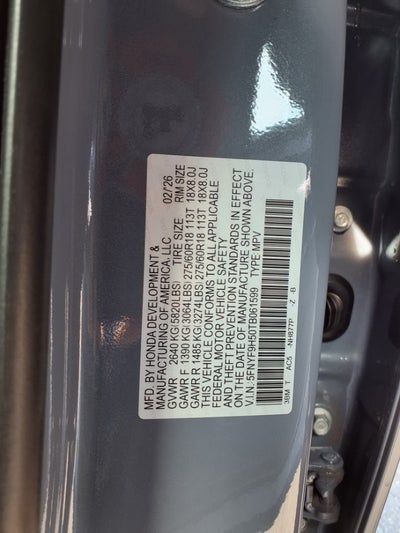 MFD. BY HONDA DEVELOPMENT &
MANUFACTURING OF AMERICA, LLC 02/26
GVWR 2640 KG(5820LBS) TIRE SIZE RIM SIZE
GAWR F 1390 KG(3064LBS)275/60R18 113T 18X8.0J
GAWR R 1485 KG(3274LBS)275/60R18 113T 18X8.0J
THIS VEHICLE CONFORMS TO ALL APPLICABLE
FEDERAL MOTOR VEHICLE SAFETY
AND THEFT PREVENTION STANDARDS IN EFFECT
ON THE DATE OF MANUFACTURE SHOWN ABOVE.
V.I.N. 5FNYF9H50TB061599 TYPE: MPV
3BM T AC5 -NH877P -Z -B